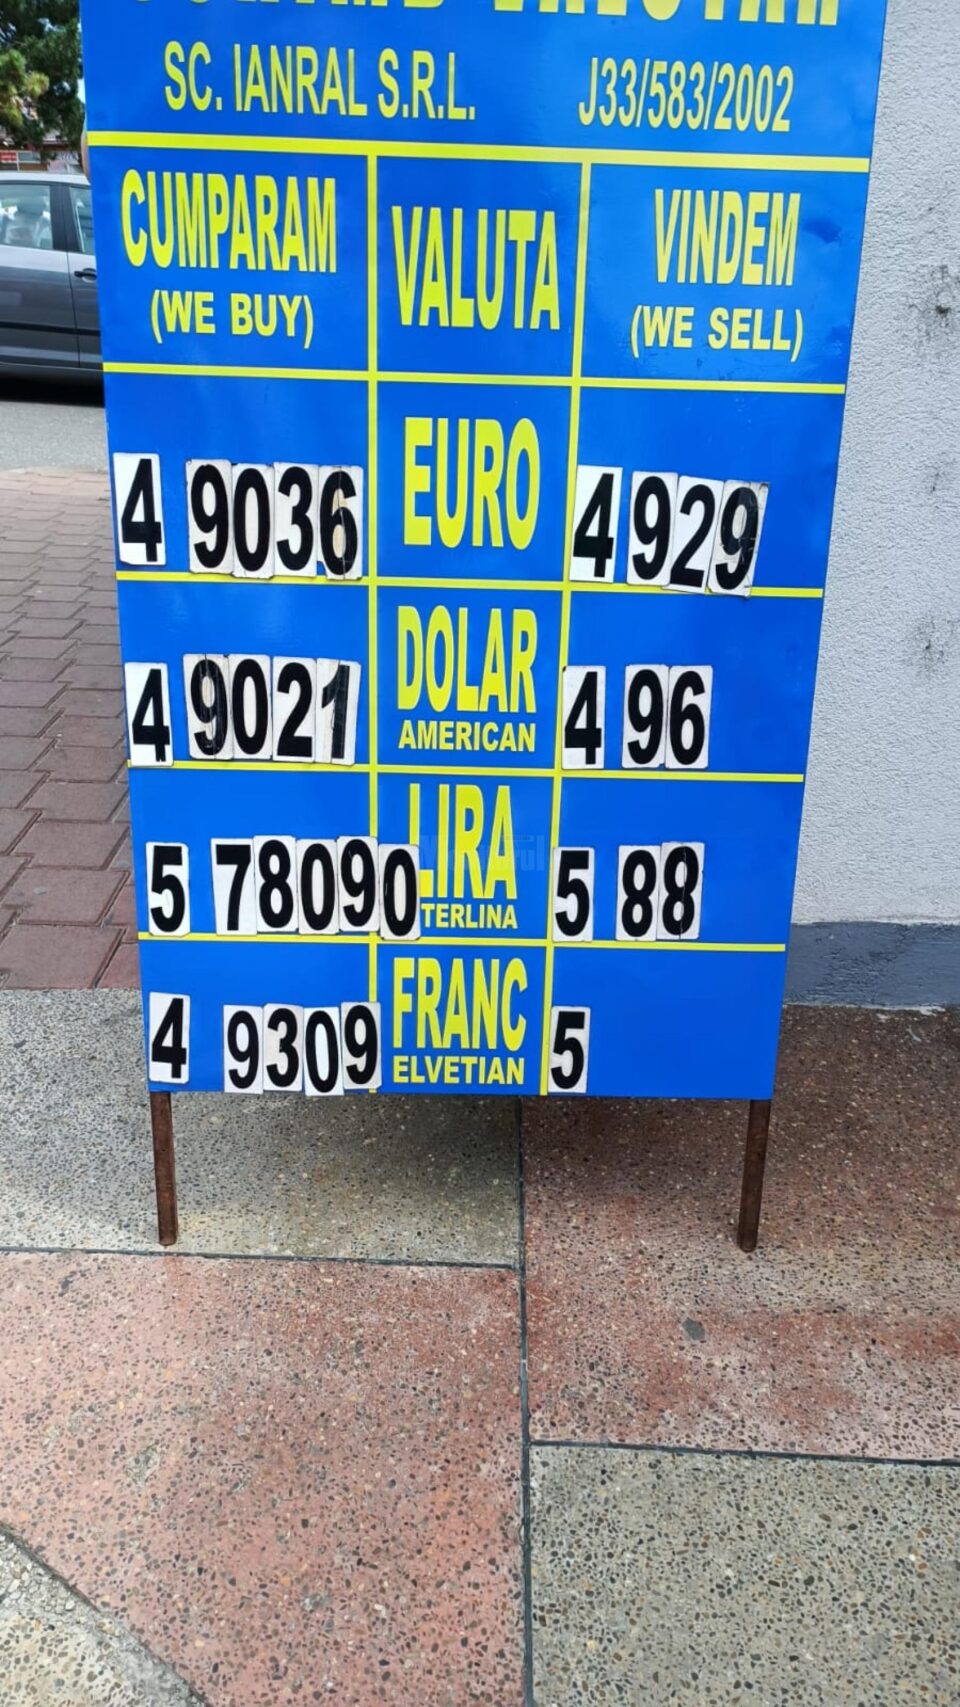 SC. IANRAL S.R.L. J33/583/2002
CUMPARAM VALUTA VINDEM
(WE BUY) (WE SELL)
4 9036 EURO 4 929
4 9021 DOLAR 4 96
AMERICAN
5 78090 LIRA 5 88
TERLINA
4 9309 FRANC 5
ELVETIAN